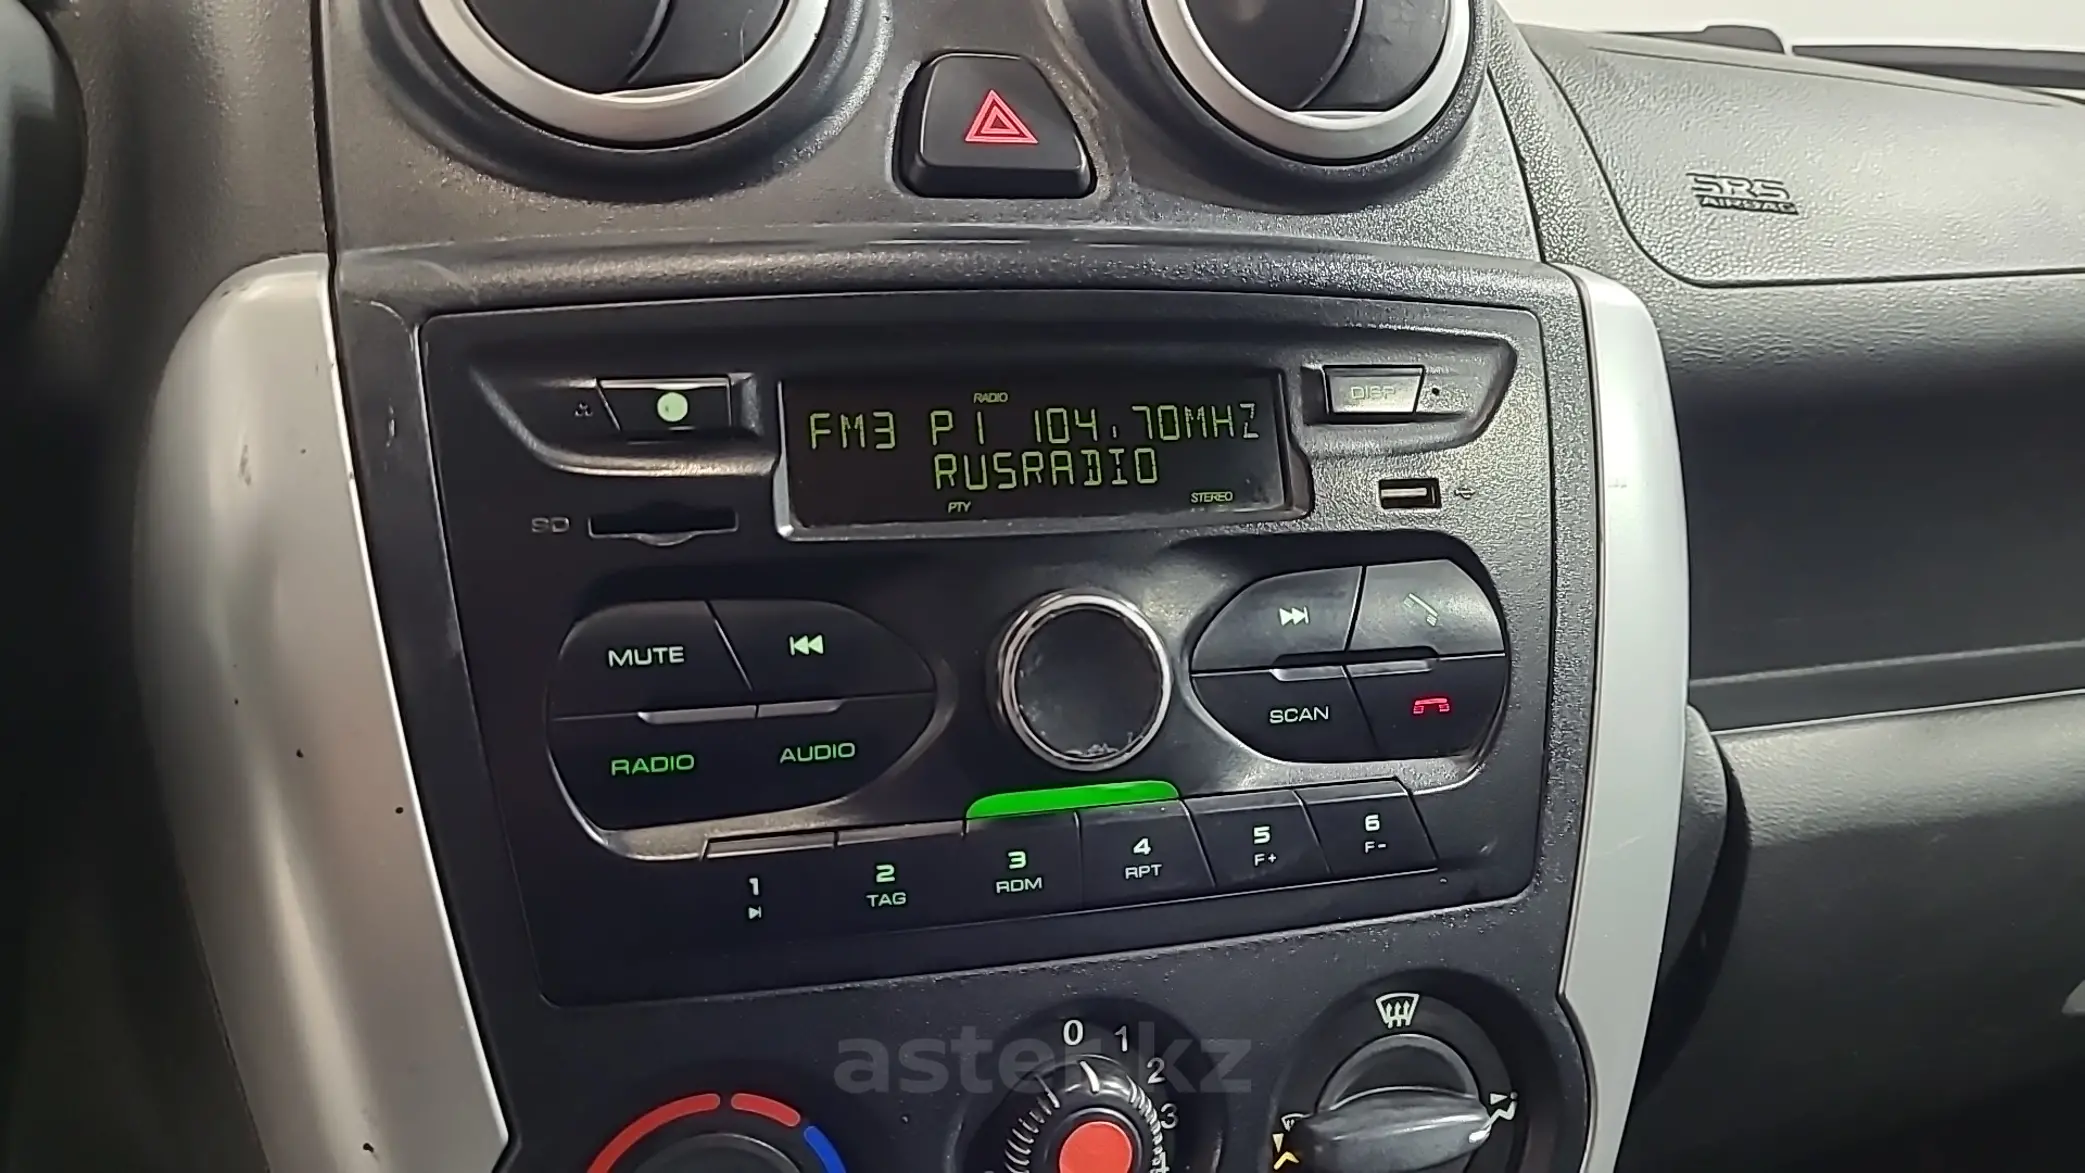 SRS
AIRBAG
RADIO
DISP
FM3 P1 104.70MHZ
RUSRADIO
PTY
STEREO
SD
MUTE
SCAN
RADIO
AUDIO
1
2
TAG
3
RDM
4
RPT
5
F+
6
F-
0
1
2
3
aster.kz